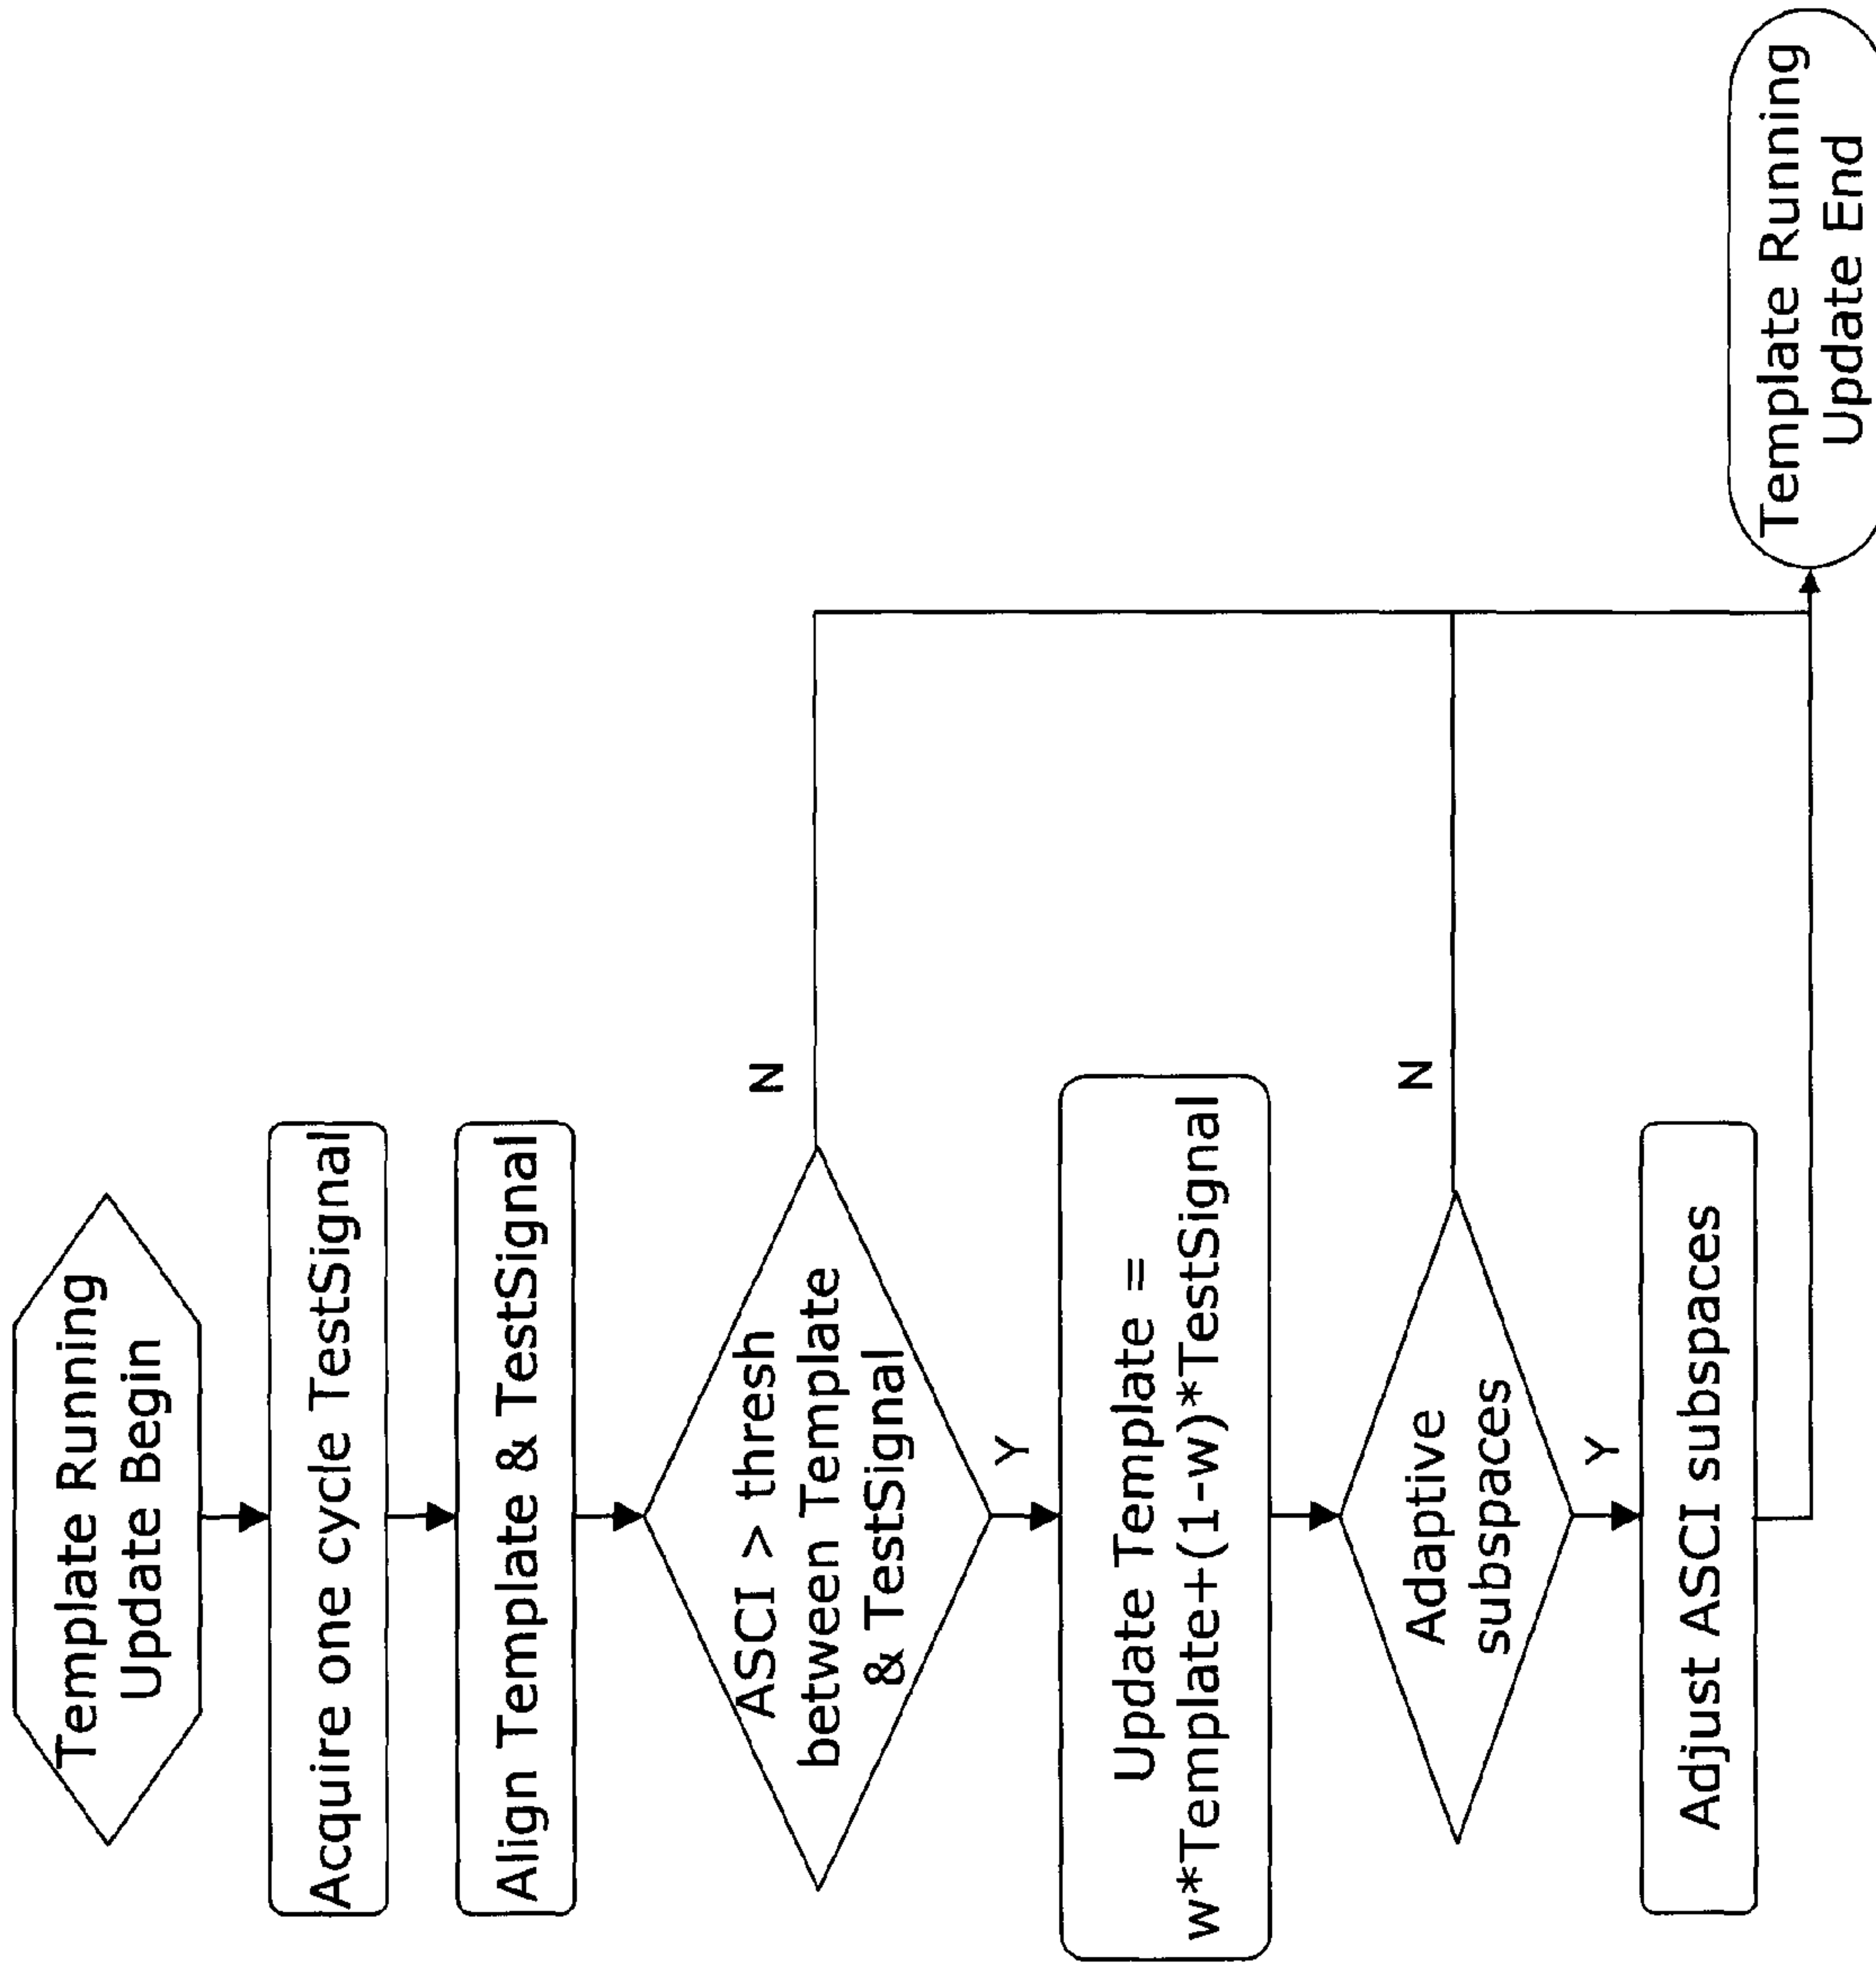 Template Running
Update Begin
Acquire one cycle TestSignal
Align Template & TestSignal
ASCI > thresh
between Template
& TestSignal
N
Y
Update Template =
w*Template+(1-w)*TestSignal
Adaptive
subspaces
N
Y
Adjust ASCI subspaces
Template Running
Update End